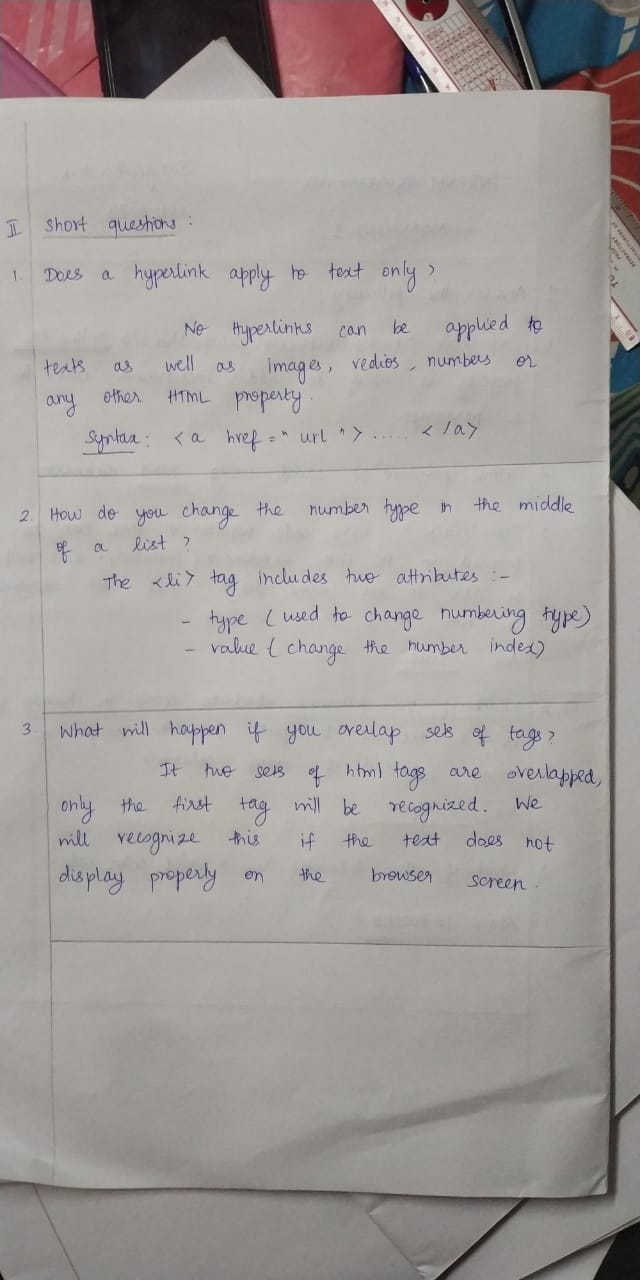 II short questions :
1. Does a hyperlink apply to text only ?
No Hyperlinks can be applied to
texts as well as images, vedios, numbers or
any other HTML property.
Syntax : <a href = "url"> ..... </a>
2. How do you change the number type in the middle
of a list ?
The <li> tag includes two attributes :-
- type (used to change numbering type)
- value (change the number index)
3 What will happen if you overlap sets of tags ?
If two sets of html tags are overlapped,
only the first tag will be recognized. We
will recognize this if the text does not
display properly on the browser screen.